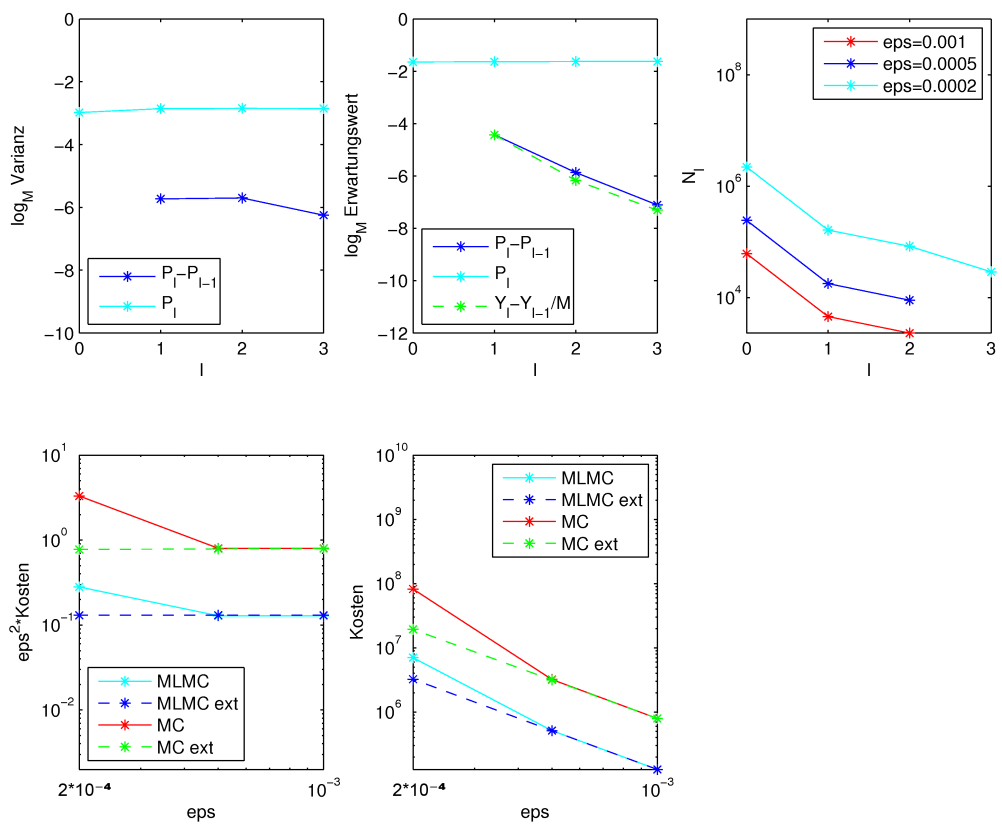 0
−2
−4
−6
−8
−10
0 1 2 3
l
log_M Varianz
P_l−P_{l−1}
P_l
0
−2
−4
−6
−8
−10
−12
0 1 2 3
l
log_M Erwartungswert
P_l−P_{l−1}
P_l
Y_l−Y_{l−1}/M
10^8
10^6
10^4
0 1 2 3
l
N_l
eps=0.001
eps=0.0005
eps=0.0002
10^1
10^0
10^{−1}
10^{−2}
2*10^{−4} 10^{−3}
eps
eps^2*Kosten
MLMC
MLMC ext
MC
MC ext
10^10
10^9
10^8
10^7
10^6
2*10^{−4} 10^{−3}
eps
Kosten
MLMC
MLMC ext
MC
MC ext